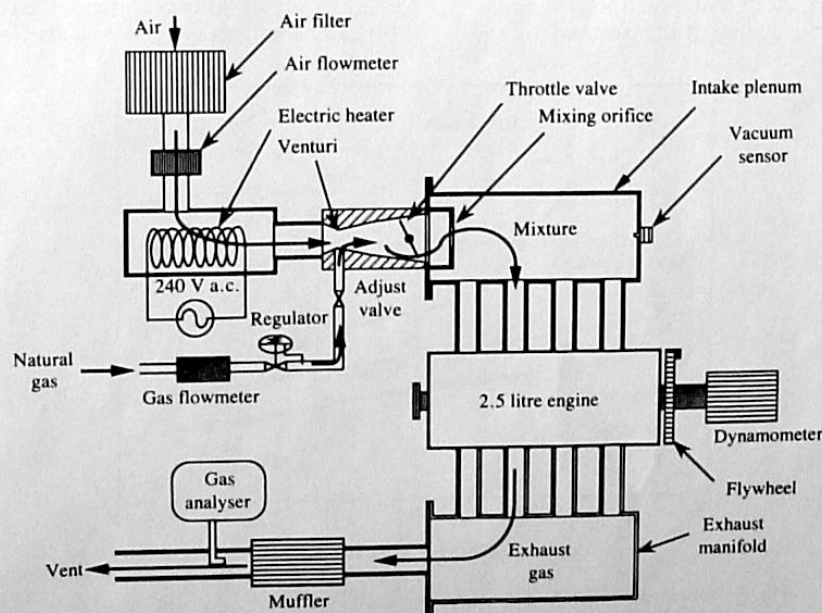 Air
Air filter
Air flowmeter
Electric heater
Venturi
Throttle valve
Mixing orifice
Intake plenum
Vacuum
sensor
Mixture
240 V a.c.
Adjust
valve
Regulator
Natural
gas
Gas flowmeter
2.5 litre engine
Dynamometer
Flywheel
Gas
analyser
Exhaust
gas
Exhaust
manifold
Vent
Muffler